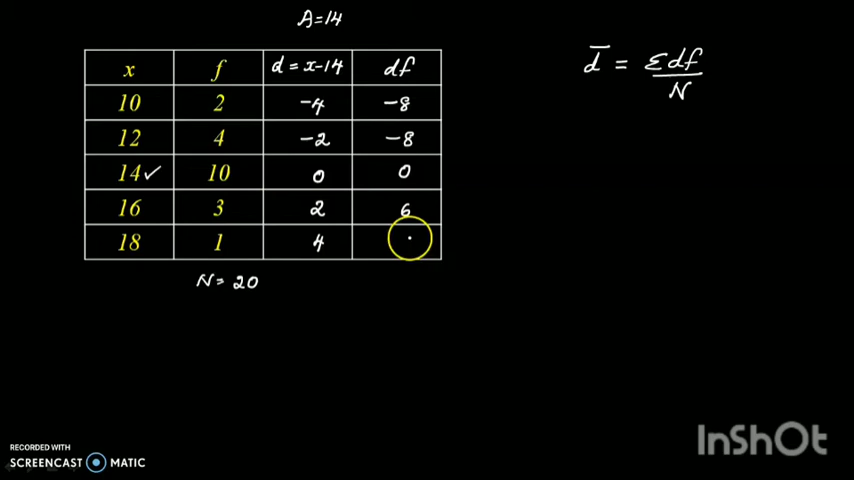 A=14
x f d = x-14 df
10 2 -4 -8
12 4 -2 -8
14✓ 10 0 0
16 3 2 6
18 1 4
N= 20
d̅ = Σdf / N
RECORDED WITH
SCREENCAST MATIC
InShOt